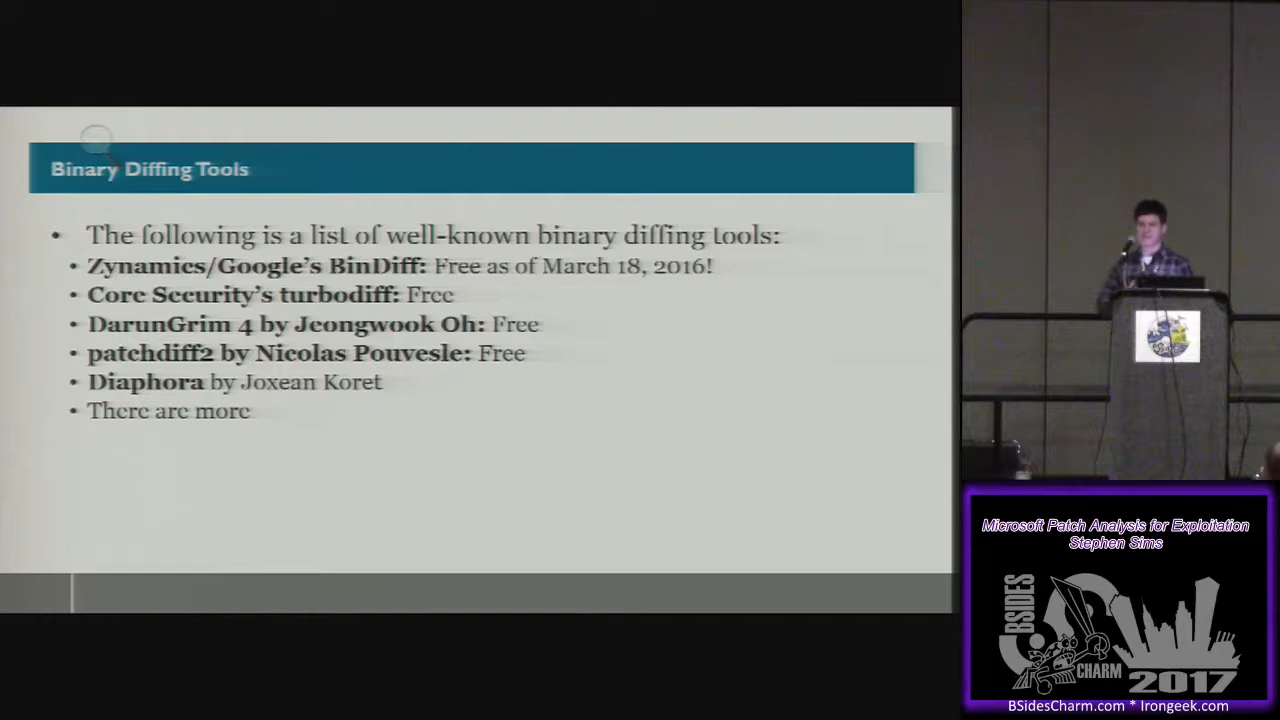 Binary Diffing Tools
• The following is a list of well-known binary diffing tools:
• Zynamics/Google's BinDiff: Free as of March 18, 2016!
• Core Security's turbodiff: Free
• DarunGrim 4 by Jeongwook Oh: Free
• patchdiff2 by Nicolas Pouvesle: Free
• Diaphora by Joxean Koret
• There are more
Microsoft Patch Analysis for Exploitation
Stephen Sims
BSIDES
CHARM
2017
BSidesCharm.com * Irongeek.com